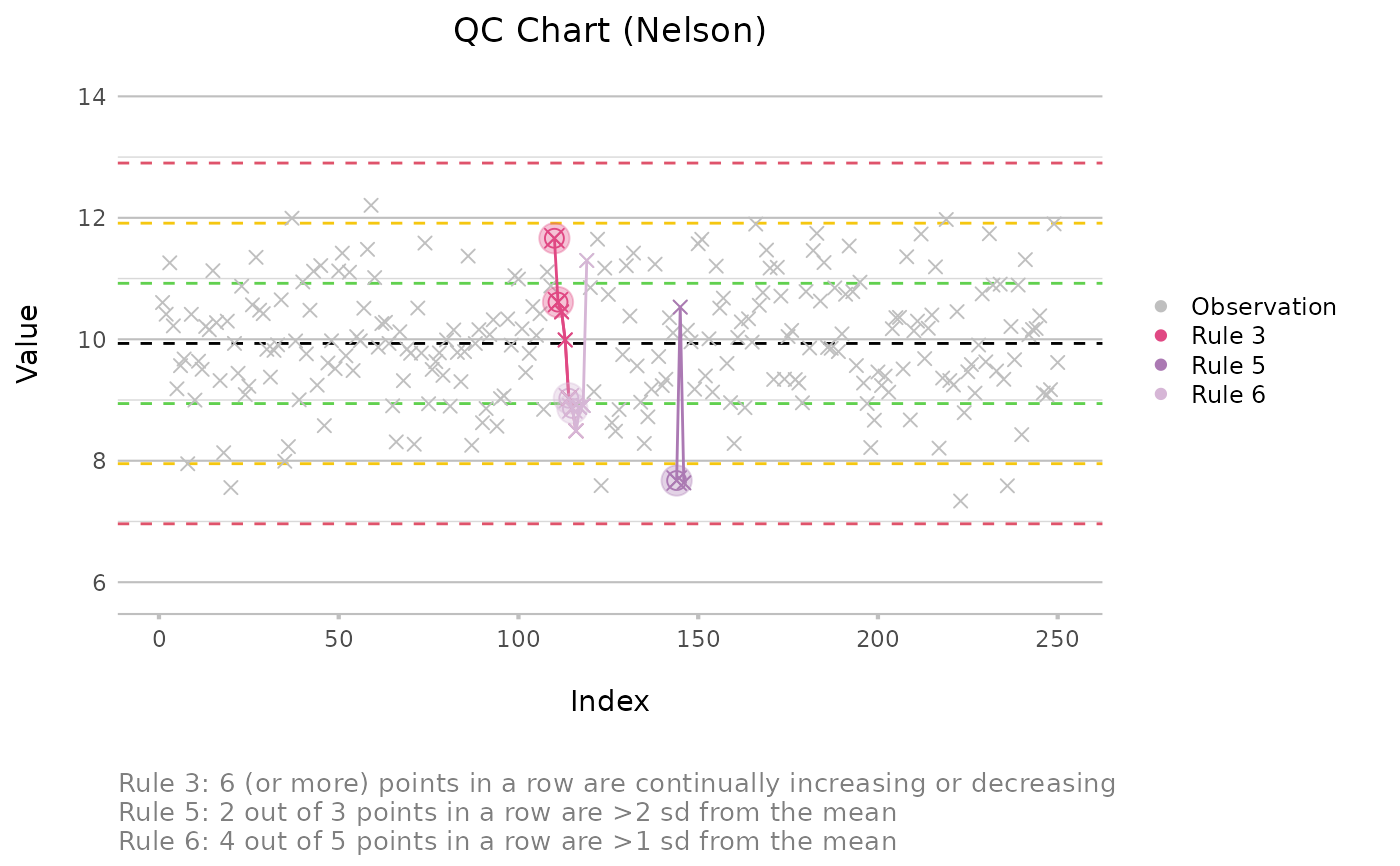 QC Chart (Nelson)
14
12
10
8
6
Value
0 50 100 150 200 250
Index
Observation
Rule 3
Rule 5
Rule 6
Rule 3: 6 (or more) points in a row are continually increasing or decreasing
Rule 5: 2 out of 3 points in a row are >2 sd from the mean
Rule 6: 4 out of 5 points in a row are >1 sd from the mean